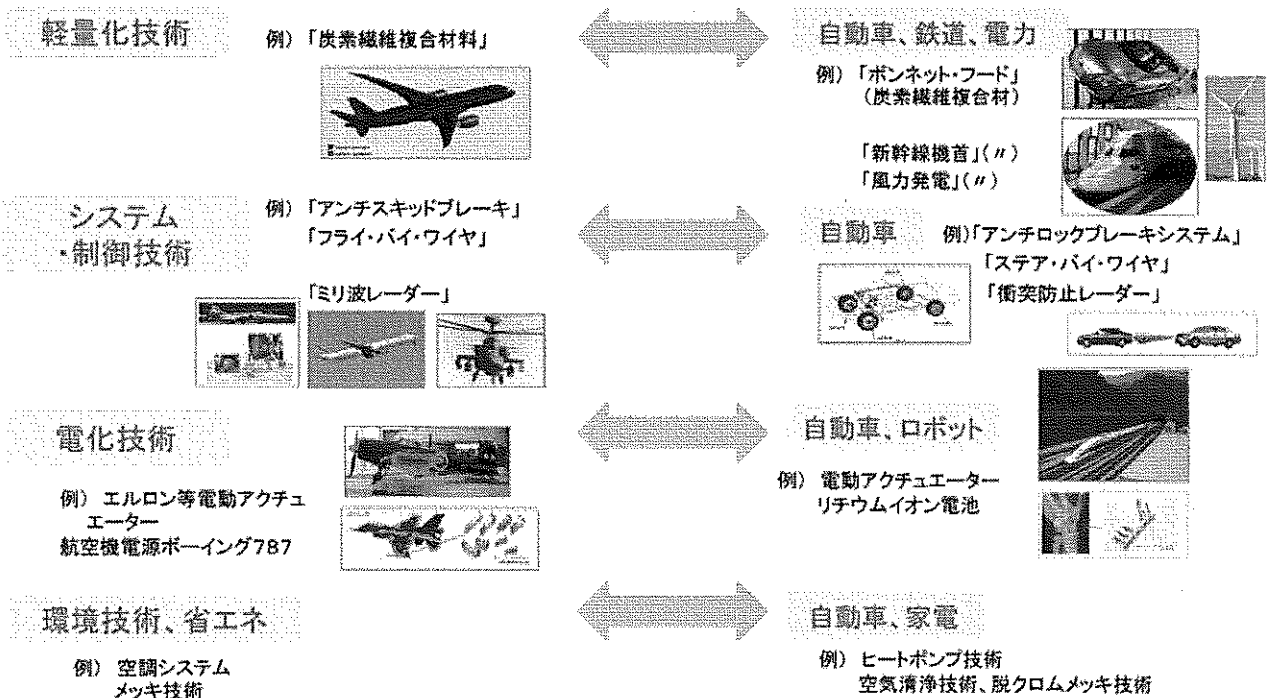 軽量化技術
例）「炭素繊維複合材料」
自動車、鉄道、電力
例）「ボンネット・フード」
（炭素繊維複合材）
「新幹線機首」（〃）
「風力発電」（〃）
システム
・制御技術
例）「アンチスキッドブレーキ」
「フライ・バイ・ワイヤ」
「ミリ波レーダー」
自動車
例）「アンチロックブレーキシステム」
「ステア・バイ・ワイヤ」
「衝突防止レーダー」
電化技術
例） エルロン等電動アクチュ
エーター
航空機電源ボーイング787
自動車、ロボット
例） 電動アクチュエーター
リチウムイオン電池
環境技術、省エネ
例） 空調システム
メッキ技術
自動車、家電
例） ヒートポンプ技術
空気清浄技術、脱クロムメッキ技術